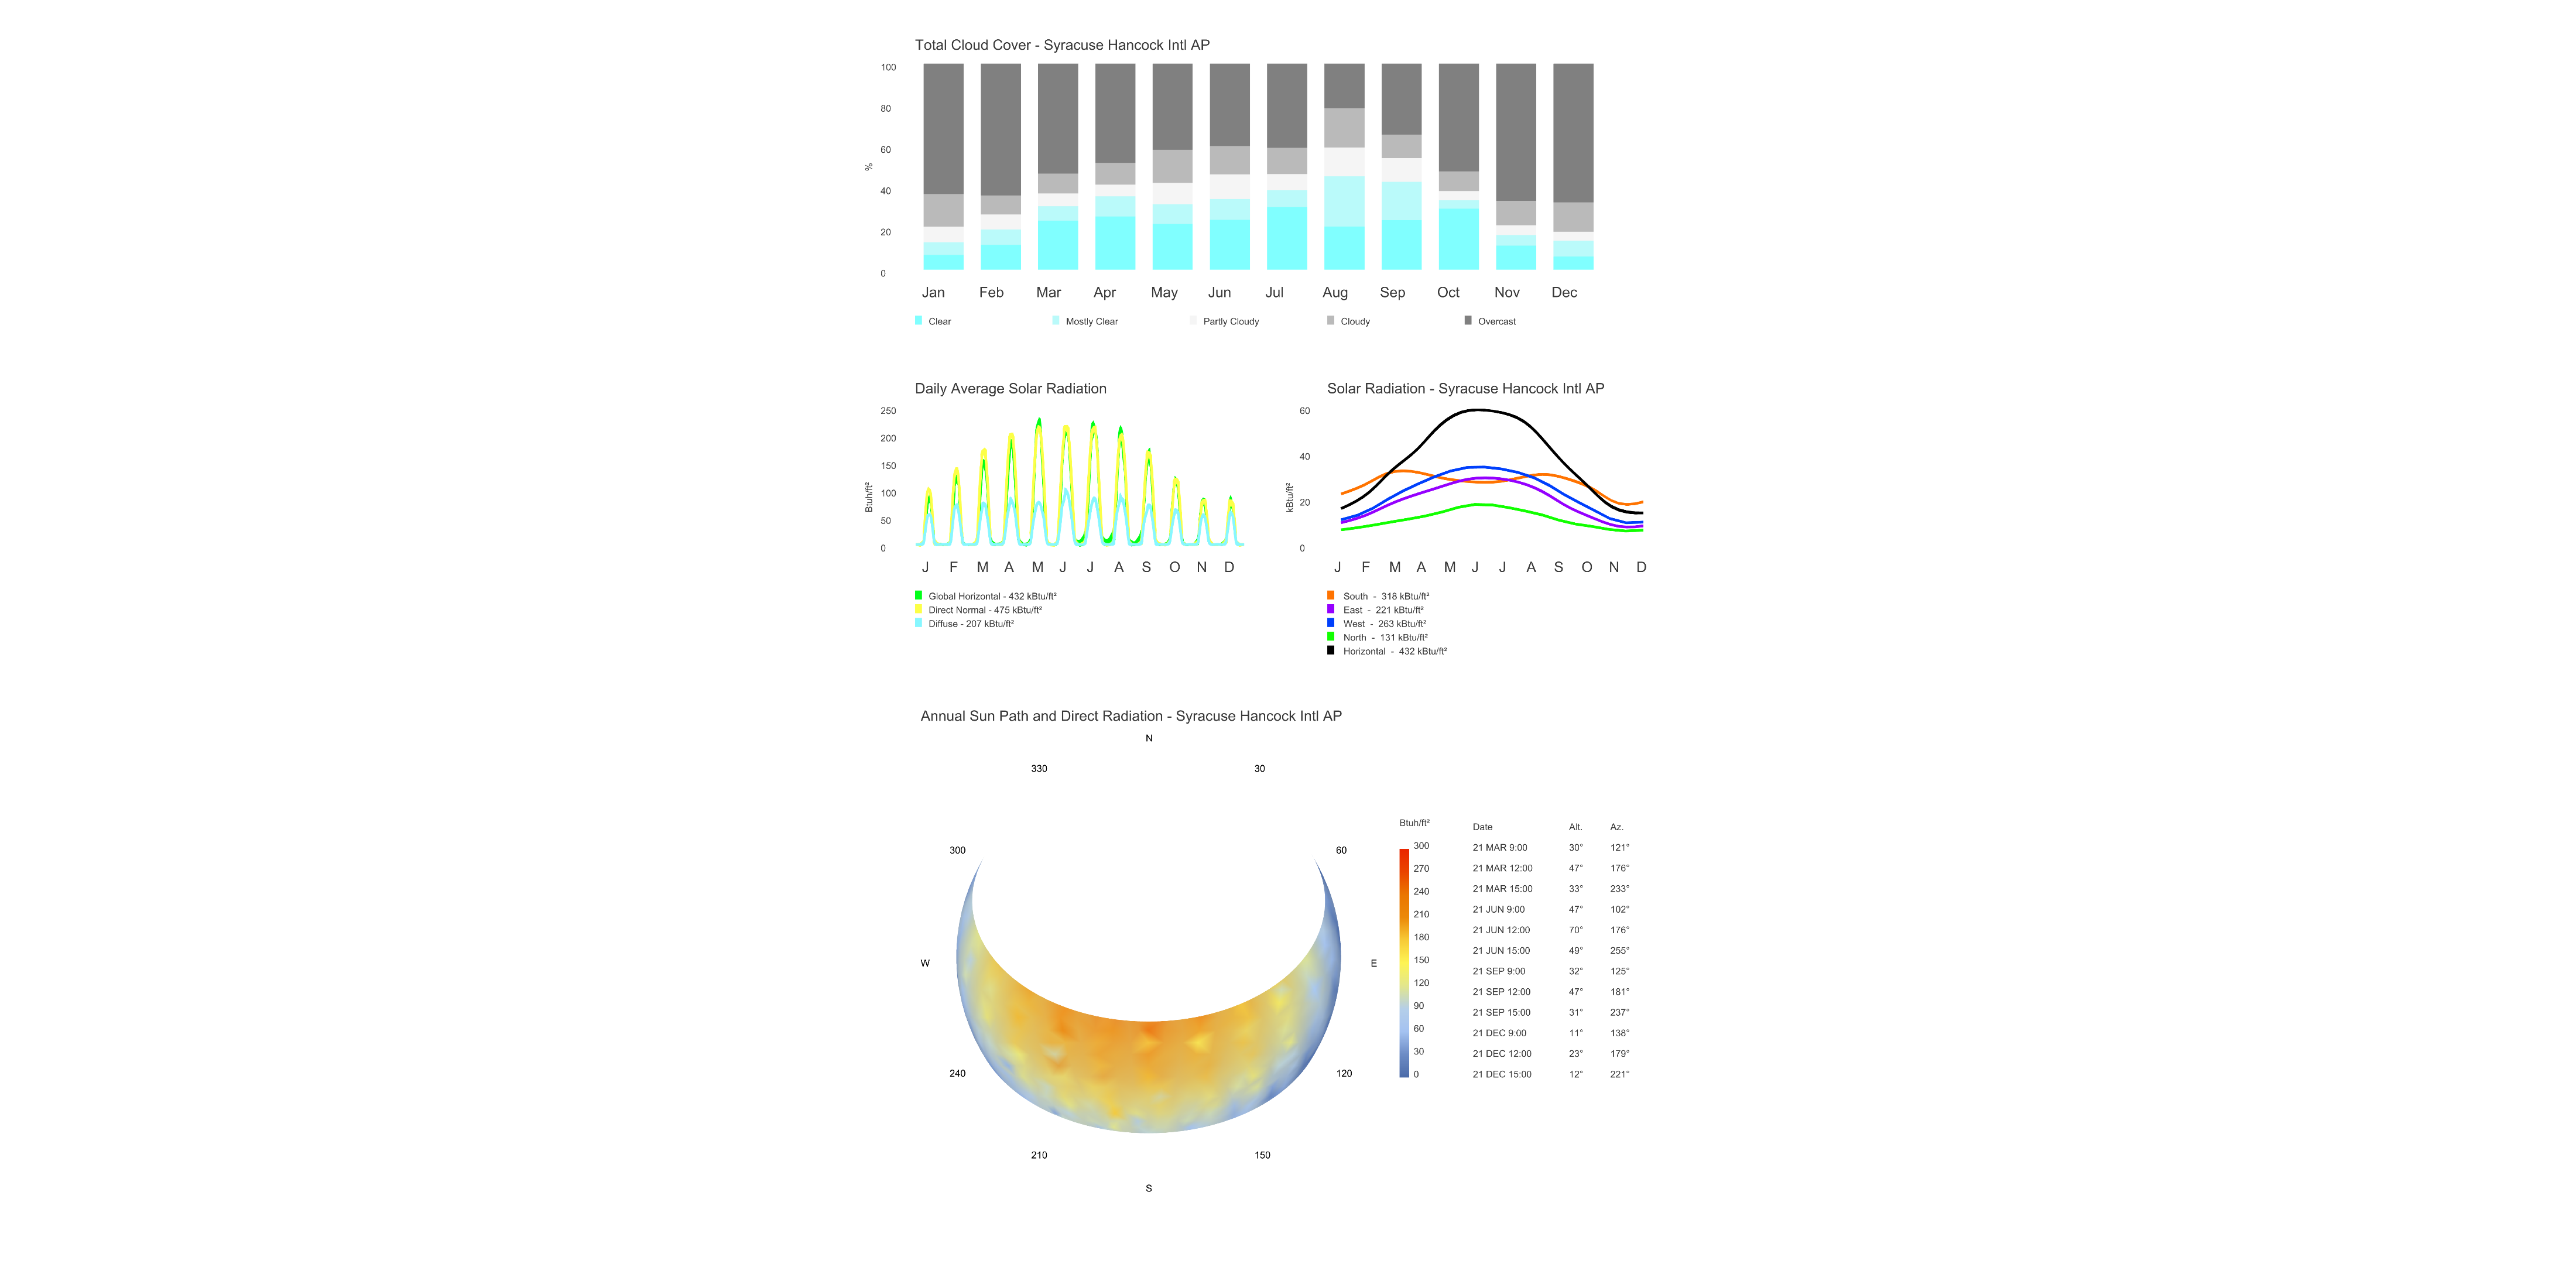 Total Cloud Cover - Syracuse Hancock Intl AP
100
80
60
%
40
20
0
Jan Feb Mar Apr May Jun Jul Aug Sep Oct Nov Dec
Clear Mostly Clear Partly Cloudy Cloudy Overcast
Daily Average Solar Radiation
250
200
150
Btuh/ft²
100
50
0
J F M A M J J A S O N D
Global Horizontal - 432 kBtu/ft²
Direct Normal - 475 kBtu/ft²
Diffuse - 207 kBtu/ft²
Solar Radiation - Syracuse Hancock Intl AP
60
40
kBtu/ft²
20
0
J F M A M J J A S O N D
South - 318 kBtu/ft²
East - 221 kBtu/ft²
West - 263 kBtu/ft²
North - 131 kBtu/ft²
Horizontal - 432 kBtu/ft²
Annual Sun Path and Direct Radiation - Syracuse Hancock Intl AP
N
330 30
300 60
W E
240 120
210 150
S
Btuh/ft²
300
270
240
210
180
150
120
90
60
30
0
Date Alt. Az.
21 MAR 9:00 30° 121°
21 MAR 12:00 47° 176°
21 MAR 15:00 33° 233°
21 JUN 9:00 47° 102°
21 JUN 12:00 70° 176°
21 JUN 15:00 49° 255°
21 SEP 9:00 32° 125°
21 SEP 12:00 47° 181°
21 SEP 15:00 31° 237°
21 DEC 9:00 11° 138°
21 DEC 12:00 23° 179°
21 DEC 15:00 12° 221°